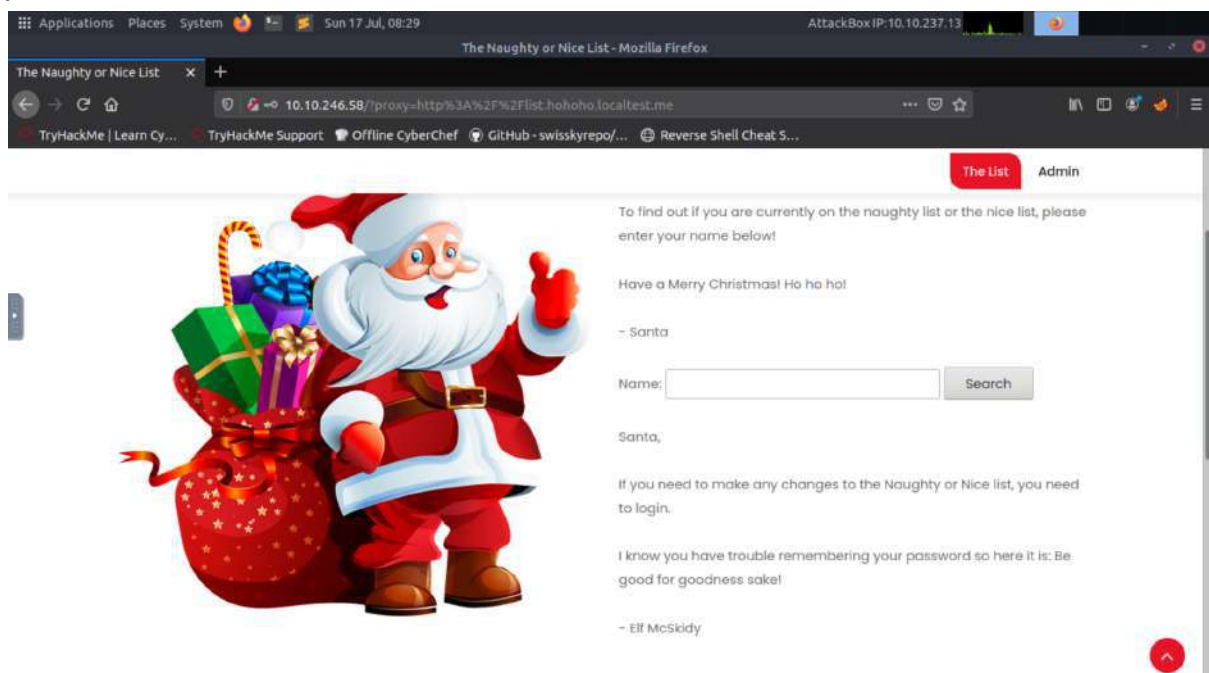 Applications Places System Sun 17 Jul, 08:29 AttackBox IP:10.10.237.13
The Naughty or Nice List - Mozilla Firefox
The Naughty or Nice List
10.10.246.58/?proxy=http%3A%2F%2Flist.hohoho.localtest.me
TryHackMe | Learn Cy... TryHackMe Support Offline CyberChef GitHub - swisskyrepo/... Reverse Shell Cheat S...
The List Admin
To find out if you are currently on the naughty list or the nice list, please
enter your name below!
Have a Merry Christmas! Ho ho ho!
- Santa
Name: Search
Santa,
If you need to make any changes to the Naughty or Nice list, you need
to login.
I know you have trouble remembering your password so here it is: Be
good for goodness sake!
- Elf McSkidy